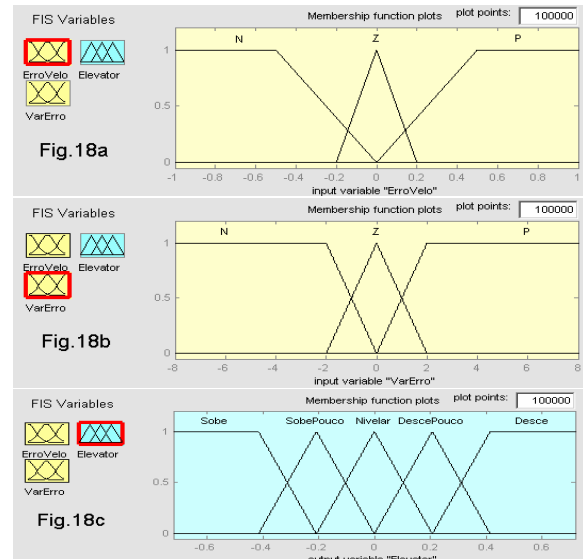 FIS Variables
Membership function plots plot points: 100000
ErroVelo Elevator
VarErro
Fig.18a
N Z P
1
0.5
0
-1 -0.8 -0.6 -0.4 -0.2 0 0.2 0.4 0.6 0.8 1
input variable "ErroVelo"
FIS Variables
Membership function plots plot points: 100000
ErroVelo Elevator
VarErro
Fig.18b
N Z P
1
0.5
0
-8 -6 -4 -2 0 2 4 6 8
input variable "VarErro"
FIS Variables
Membership function plots plot points: 100000
ErroVelo Elevator
VarErro
Fig.18c
Sobe SobePouco Nivelar DescePouco Desce
1
0.5
0
-0.6 -0.4 -0.2 0 0.2 0.4 0.6
output variable "Elevator"